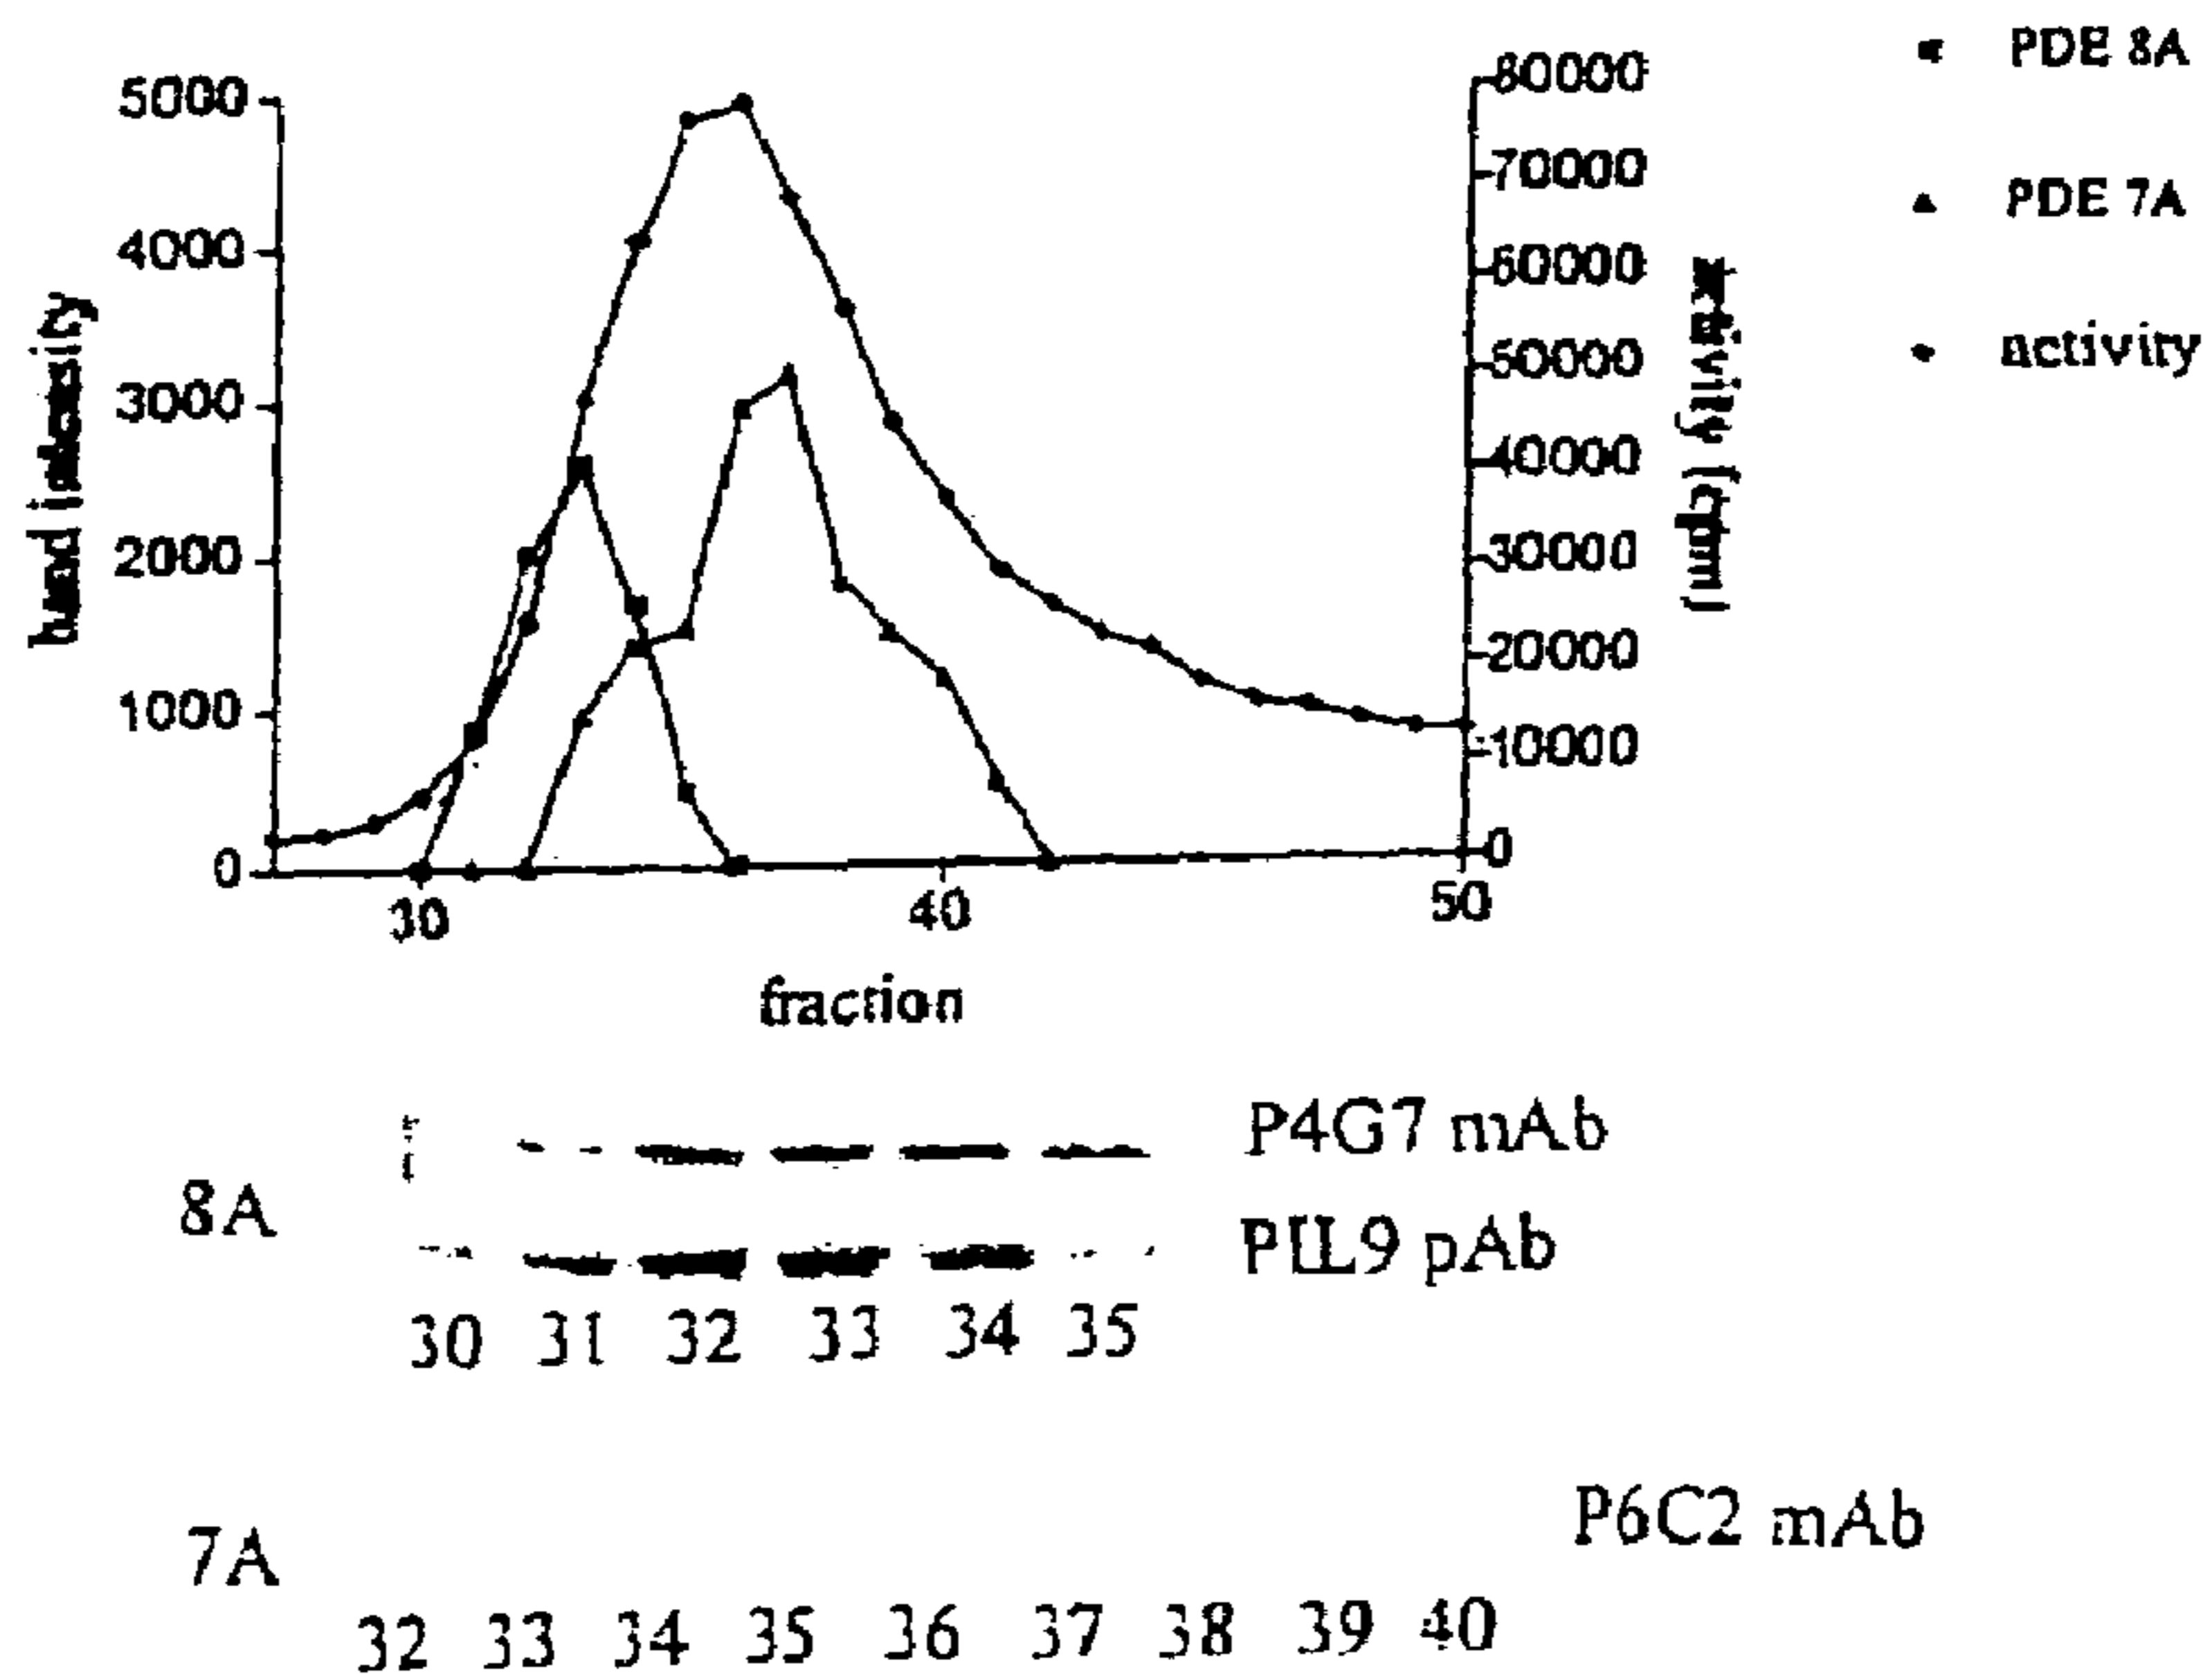 5000
4000
3000
2000
1000
0
band intensity
80000
70000
60000
50000
40000
30000
20000
10000
0
activity (cpm)
PDE 8A
PDE 7A
activity
30 40 50
fraction
P4G7 mAb
8A
PIL9 pAb
30 31 32 33 34 35
P6C2 mAb
7A
32 33 34 35 36 37 38 39 40